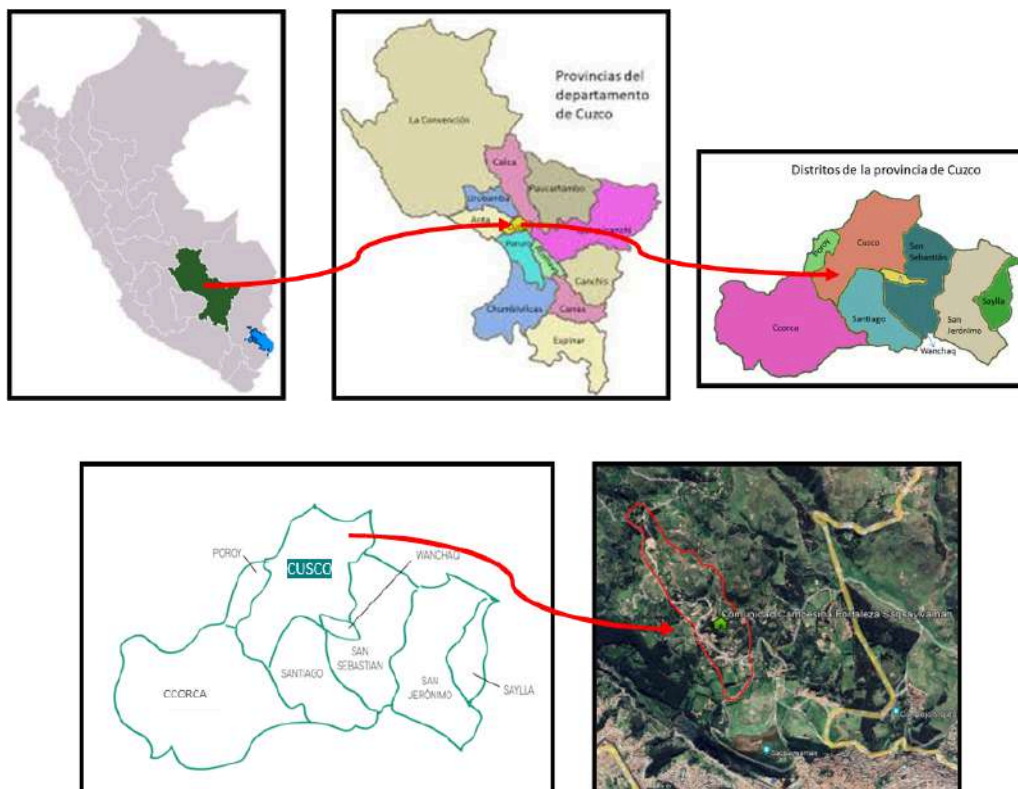 Provincias del
departamento
de Cuzco
La Convención
Calca
Urubamba
Paucartambo
Anta
Paruro
Canchis
Chumbivilcas
Canas
Espinar
Distritos de la provincia de Cuzco
Poroy
Cusco
San
Sebastián
Ccorca
Santiago
San
Jerónimo
Saylla
Wanchaq
POROY
CUSCO
WANCHAQ
SANTIAGO
SAN
SEBASTIAN
CCORCA
SAN
JERÓNIMO
SAYLLA
Comunidad Campesina Fortaleza Saqsaywaman